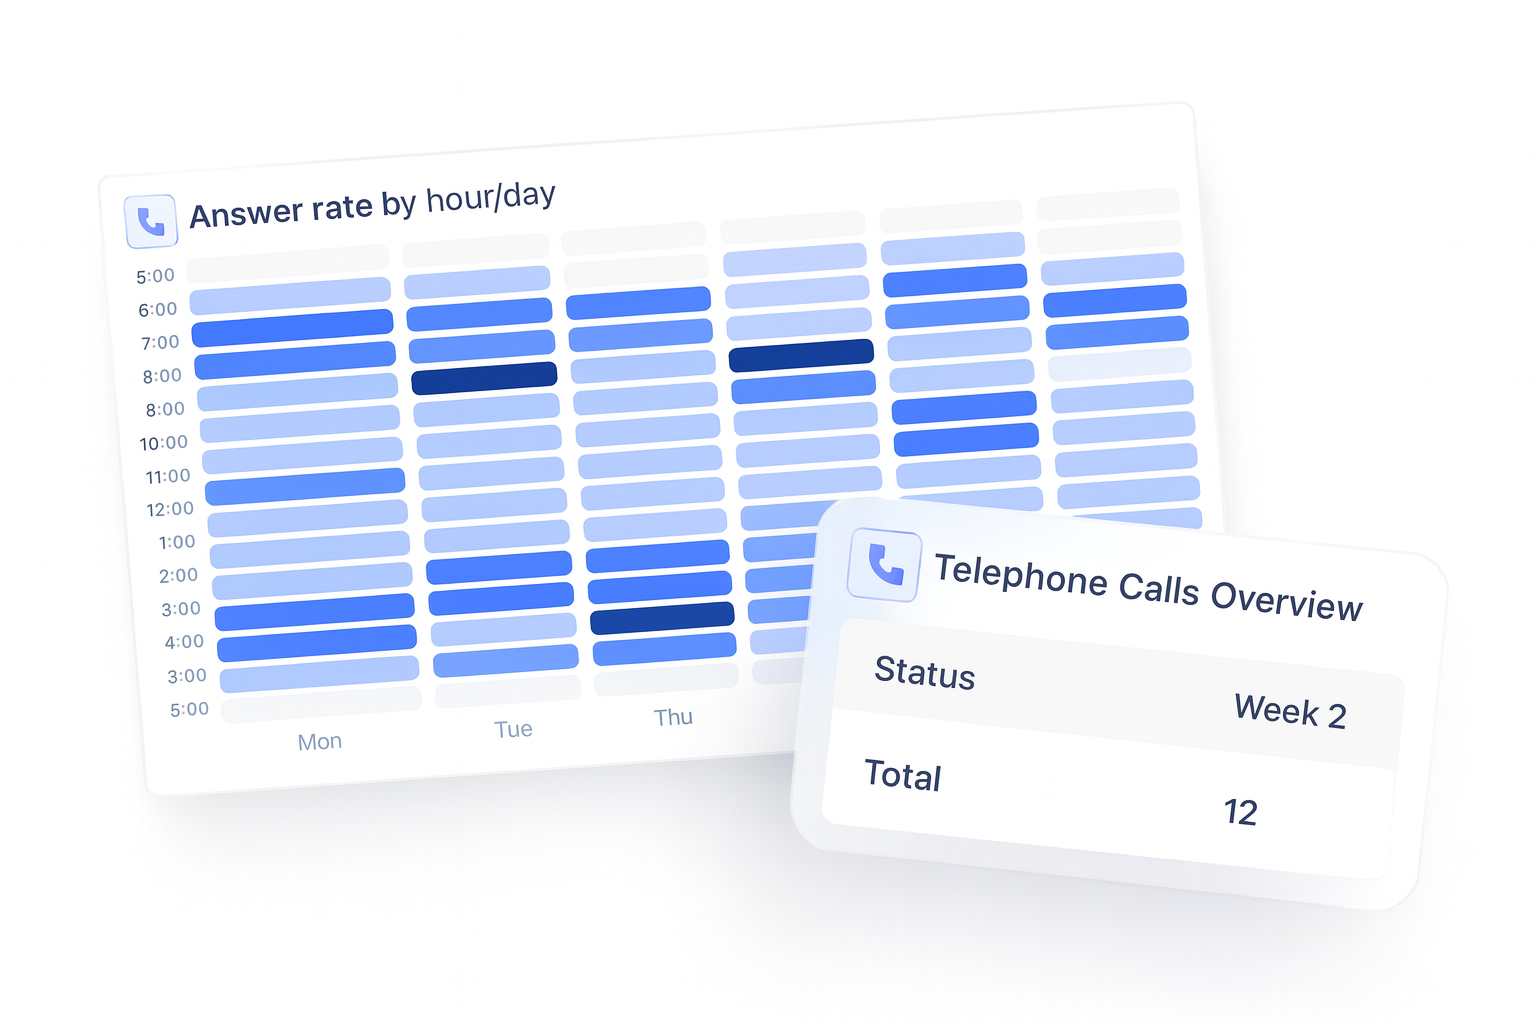 Answer rate by hour/day
5:00
6:00
7:00
8:00
8:00
10:00
11:00
12:00
1:00
2:00
3:00
4:00
3:00
5:00
Mon Tue Thu
Telephone Calls Overview
Status Week 2
Total 12